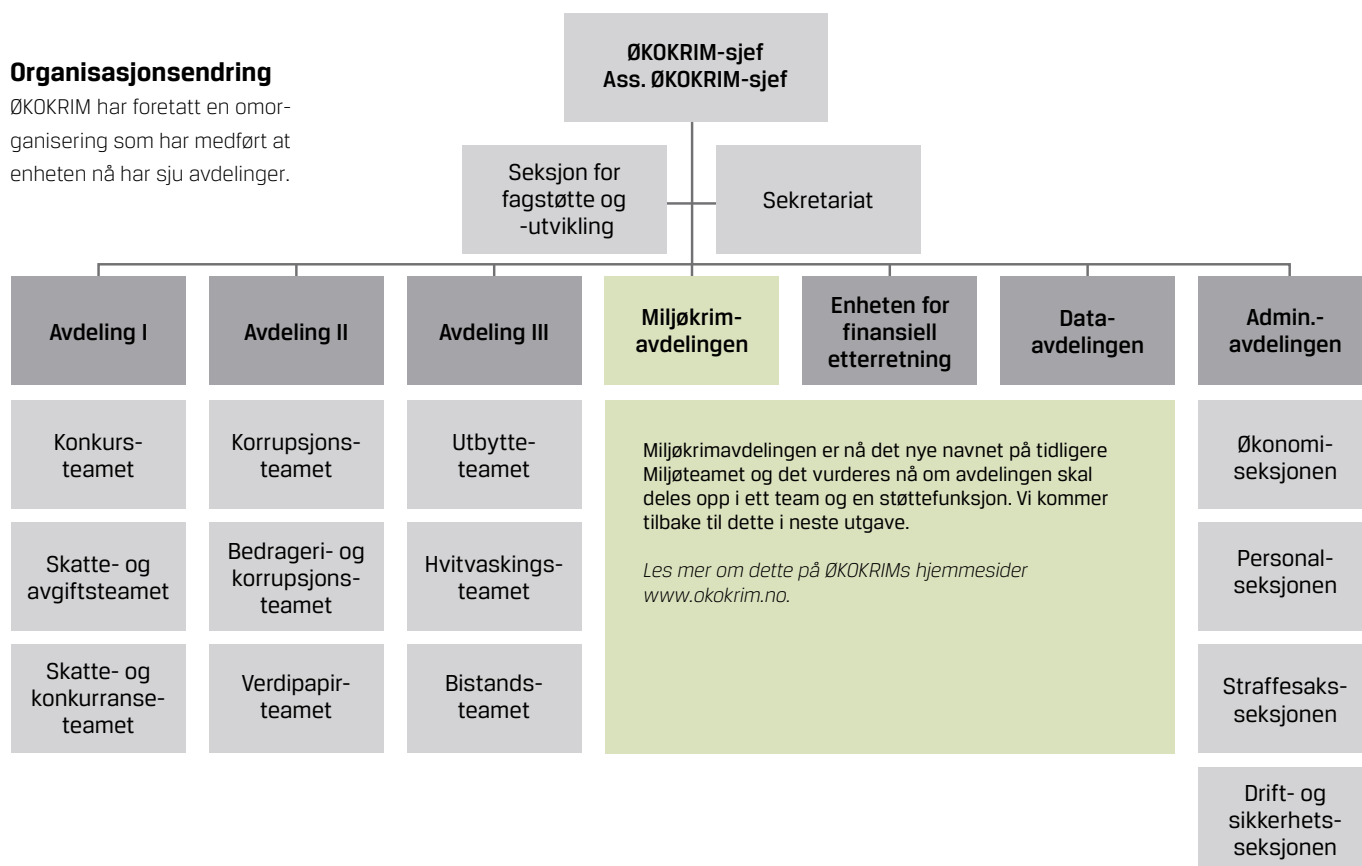 Organisasjonsendring
ØKOKRIM har foretatt en omor-
ganisering som har medført at
enheten nå har sju avdelinger.
ØKOKRIM-sjef
Ass. ØKOKRIM-sjef
Seksjon for
fagstøtte og
-utvikling
Sekretariat
Avdeling I
Avdeling II
Avdeling III
Miljøkrim-
avdelingen
Enheten for
finansiell
etterretning
Data-
avdelingen
Admin.-
avdelingen
Konkurs-
teamet
Skatte- og
avgiftsteamet
Skatte- og
konkurranse-
teamet
Korrupsjons-
teamet
Bedrageri- og
korrupsjons-
teamet
Verdipapir-
teamet
Utbytte-
teamet
Hvitvaskings-
teamet
Bistands-
teamet
Miljøkrimavdelingen er nå det nye navnet på tidligere
Miljøteamet og det vurderes nå om avdelingen skal
deles opp i ett team og en støttefunksjon. Vi kommer
tilbake til dette i neste utgave.
Les mer om dette på ØKOKRIMs hjemmesider
www.okokrim.no.
Økonomi-
seksjonen
Personal-
seksjonen
Straffesaks-
seksjonen
Drift- og
sikkerhets-
seksjonen